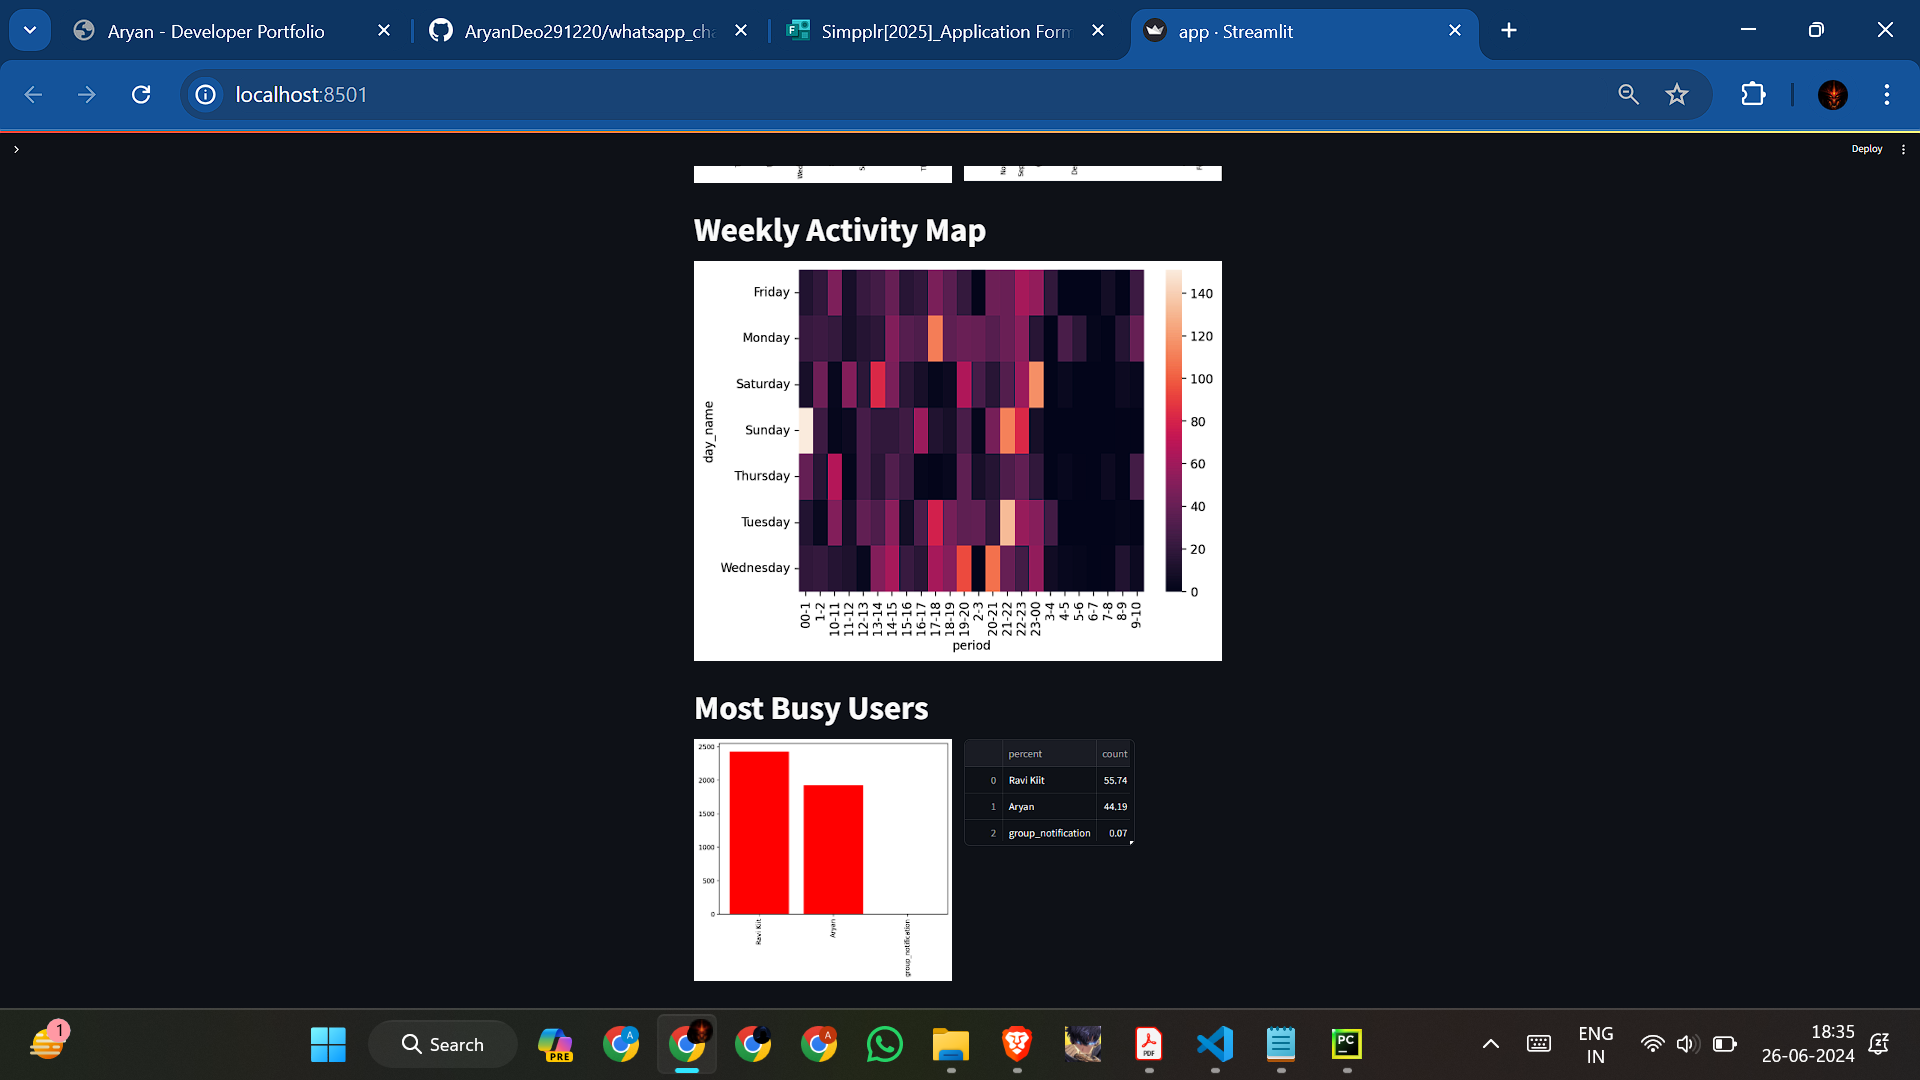 Aryan - Developer Portfolio
AryanDeo291220/whatsapp_cha
Simpplr[2025]_Application Form
app · Streamlit
localhost:8501
Deploy
Weekly Activity Map
day_name
Friday
Monday
Saturday
Sunday
Thursday
Tuesday
Wednesday
00-1 1-2 10-11 11-12 12-13 13-14 14-15 15-16 16-17 17-18 18-19 19-20 2-3 20-21 21-22 22-23 23-00 3-4 4-5 5-6 6-7 7-8 8-9 9-10
period
140
120
100
80
60
40
20
0
Most Busy Users
2500
2000
1500
1000
500
0
Ravi Kiit Aryan group_notification
percent count
0 Ravi Kiit 55.74
1 Aryan 44.19
2 group_notification 0.07
1
Search
PRE
A
A
PDF
PC
ENG
IN
18:35
26-06-2024